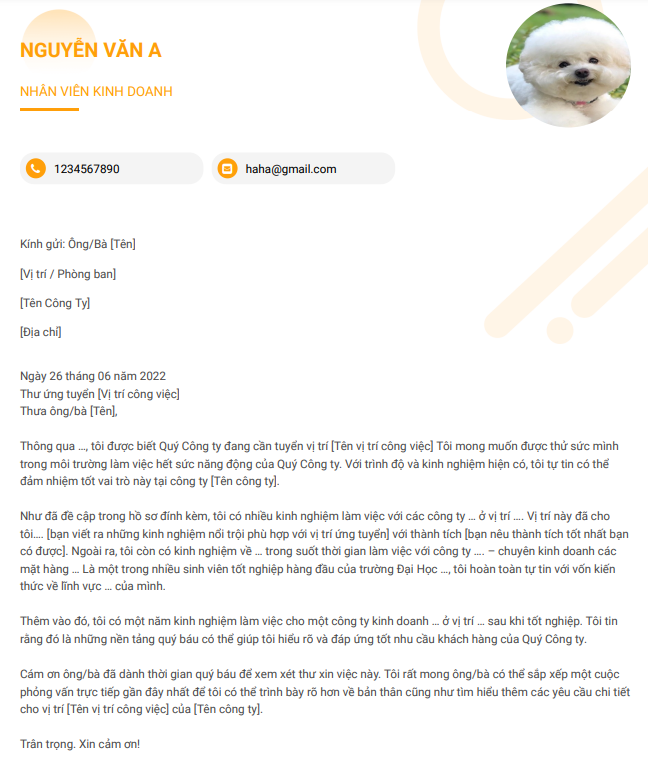 NGUYỄN VĂN A
NHÂN VIÊN KINH DOANH
1234567890
haha@gmail.com
Kính gửi: Ông/Bà [Tên]
[Vị trí / Phòng ban]
[Tên Công Ty]
[Địa chỉ]
Ngày 26 tháng 06 năm 2022
Thư ứng tuyển [Vị trí công việc]
Thưa ông/bà [Tên],
Thông qua …, tôi được biết Quý Công ty đang cần tuyển vị trí [Tên vị trí công việc] Tôi mong muốn được thử sức mình
trong môi trường làm việc hết sức năng động của Quý Công ty. Với trình độ và kinh nghiệm hiện có, tôi tự tin có thể
đảm nhiệm tốt vai trò này tại công ty [Tên công ty].
Như đã đề cập trong hồ sơ đính kèm, tôi có nhiều kinh nghiệm làm việc với các công ty … ở vị trí …. Vị trí này đã cho
tôi…. [bạn viết ra những kinh nghiệm nổi trội phù hợp với vị trí ứng tuyển] với thành tích [bạn nêu thành tích tốt nhất bạn
có được]. Ngoài ra, tôi còn có kinh nghiệm về … trong suốt thời gian làm việc với công ty …. – chuyên kinh doanh các
mặt hàng … Là một trong nhiều sinh viên tốt nghiệp hàng đầu của trường Đại Học …, tôi hoàn toàn tự tin với vốn kiến
thức về lĩnh vực … của mình.
Thêm vào đó, tôi có một năm kinh nghiệm làm việc cho một công ty kinh doanh … ở vị trí … sau khi tốt nghiệp. Tôi tin
rằng đó là những nền tảng quý báu có thể giúp tôi hiểu rõ và đáp ứng tốt nhu cầu khách hàng của Quý Công ty.
Cám ơn ông/bà đã dành thời gian quý báu để xem xét thư xin việc này. Tôi rất mong ông/bà có thể sắp xếp một cuộc
phỏng vấn trực tiếp gần đây nhất để tôi có thể trình bày rõ hơn về bản thân cũng như tìm hiểu thêm các yêu cầu chi tiết
cho vị trí [Tên vị trí công việc] của [Tên công ty].
Trân trọng. Xin cảm ơn!